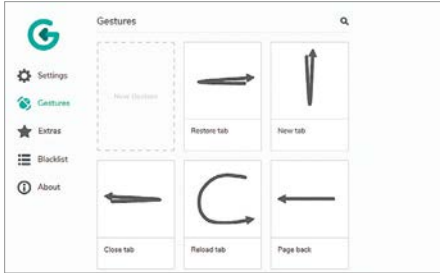 Gestures
Settings
Gestures
Extras
Blacklist
About
New Gesture
Restore tab
New tab
Close tab
Reload tab
Page back